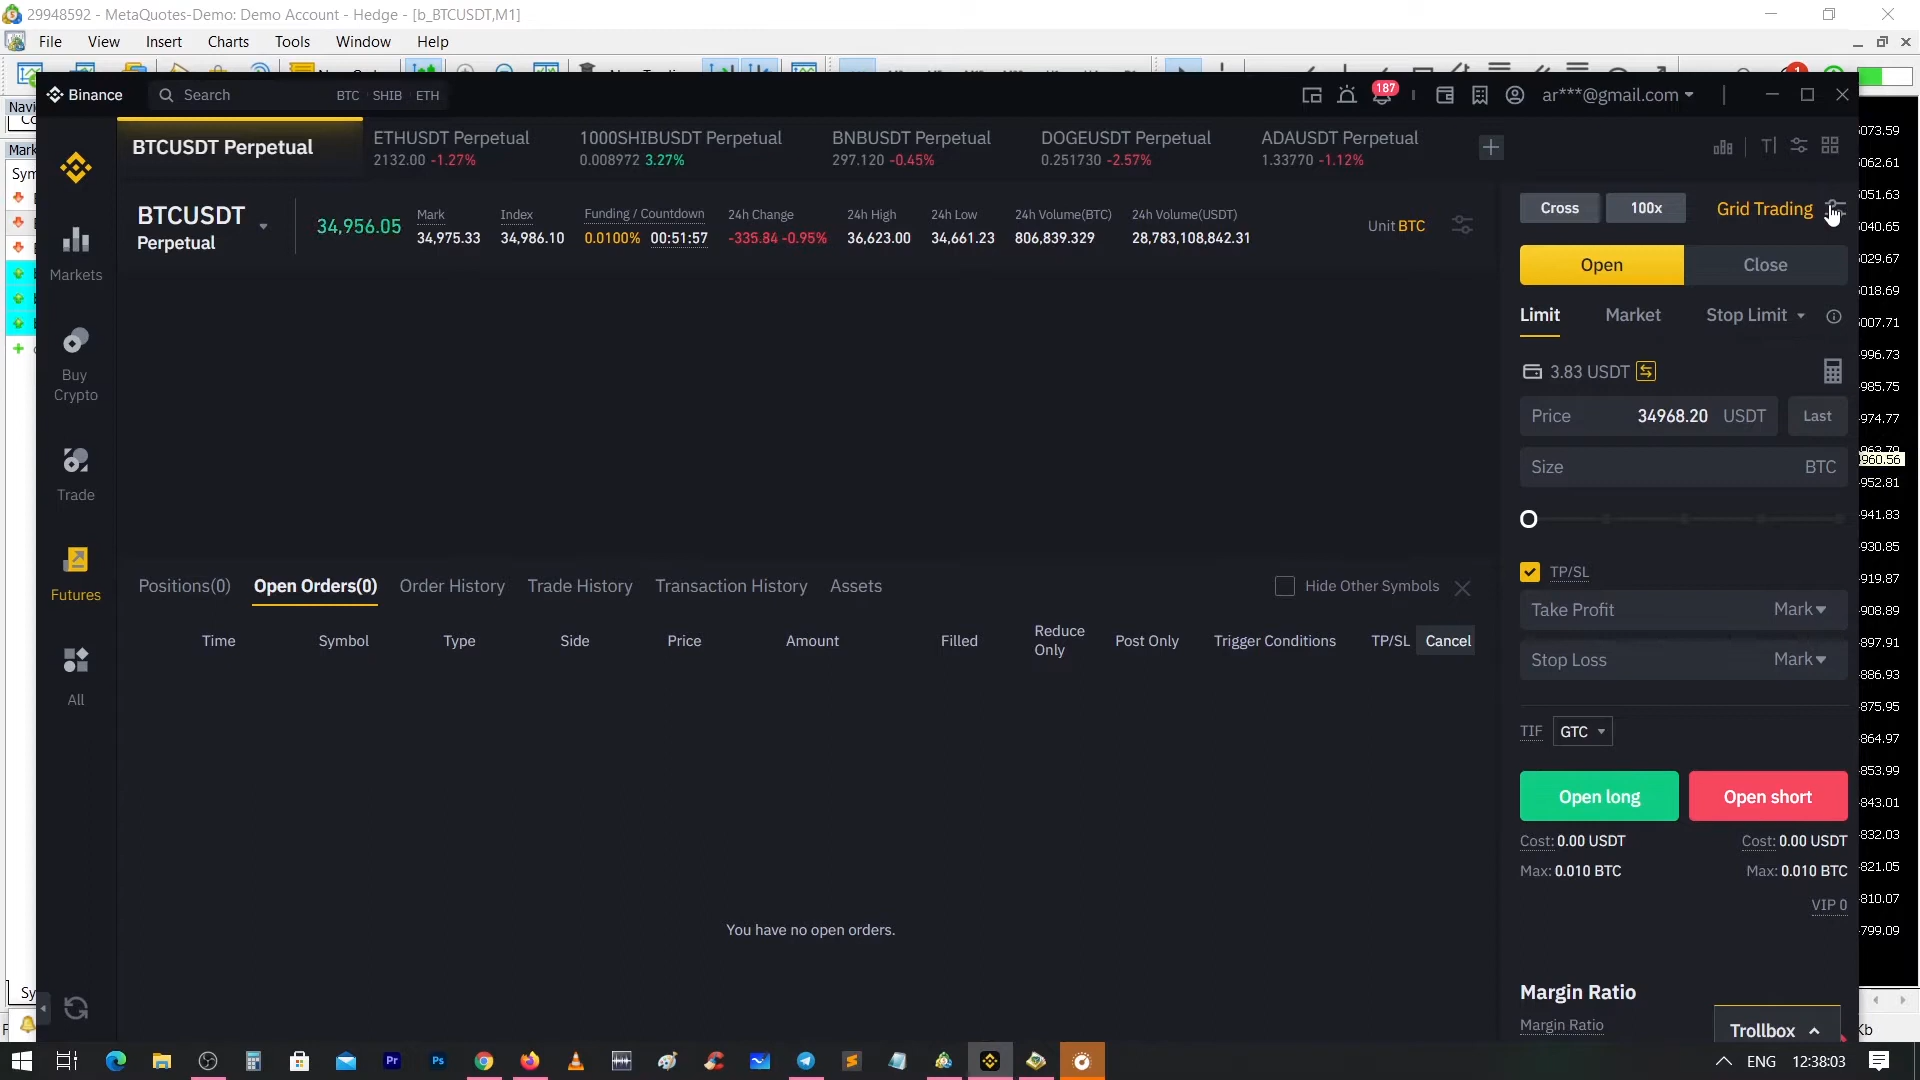 29948592 - MetaQuotes-Demo: Demo Account - Hedge - [b_BTCUSDT,M1]
File View Insert Charts Tools Window Help
Binance Search BTC SHIB ETH 187 ar***@gmail.com
BTCUSDT Perpetual
ETHUSDT Perpetual
2132.00 -1.27%
1000SHIBUSDT Perpetual
0.008972 3.27%
BNBUSDT Perpetual
297.120 -0.45%
DOGEUSDT Perpetual
0.251730 -2.57%
ADAUSDT Perpetual
1.33770 -1.12%
BTCUSDT
Perpetual
34,956.05
Mark
34,975.33
Index
34,986.10
Funding / Countdown
0.0100% 00:51:57
24h Change
-335.84 -0.95%
24h High
36,623.00
24h Low
34,661.23
24h Volume(BTC)
806,839.329
24h Volume(USDT)
28,783,108,842.31
Unit BTC
Markets
Buy
Crypto
Trade
Futures
All
Positions(0) Open Orders(0) Order History Trade History Transaction History Assets Hide Other Symbols
Time Symbol Type Side Price Amount Filled Reduce Only Post Only Trigger Conditions TP/SL Cancel
You have no open orders.
Cross 100x Grid Trading
Open Close
Limit Market Stop Limit
3.83 USDT
Price 34968.20 USDT Last
Size BTC
TP/SL
Take Profit Mark
Stop Loss Mark
TIF GTC
Open long Open short
Cost: 0.00 USDT Cost: 0.00 USDT
Max: 0.010 BTC Max: 0.010 BTC
VIP 0
Margin Ratio
Margin Ratio
Trollbox
ENG 12:38:03